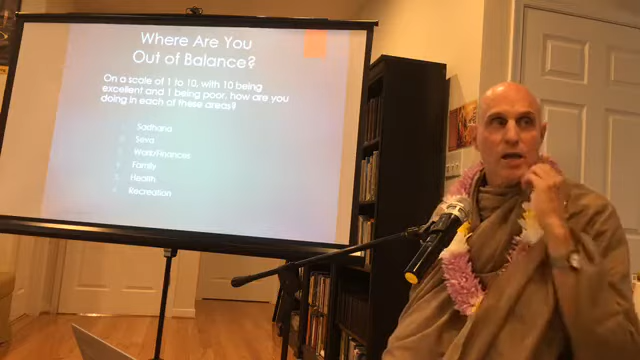 Where Are You
Out of Balance?
On a scale of 1 to 10, with 10 being
excellent and 1 being poor, how are you
doing in each of these areas?
Sadhana
Seva
Work/Finances
Family
Health
Recreation